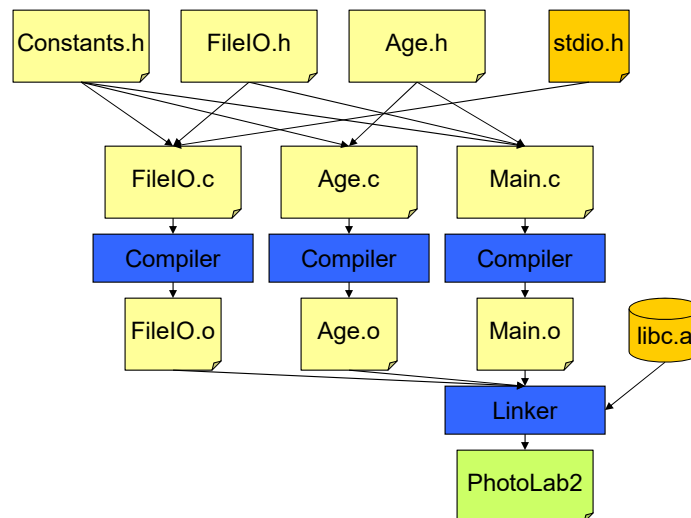 Constants.h
FileIO.h
Age.h
stdio.h
FileIO.c
Age.c
Main.c
Compiler
Compiler
Compiler
FileIO.o
Age.o
Main.o
libc.a
Linker
PhotoLab2